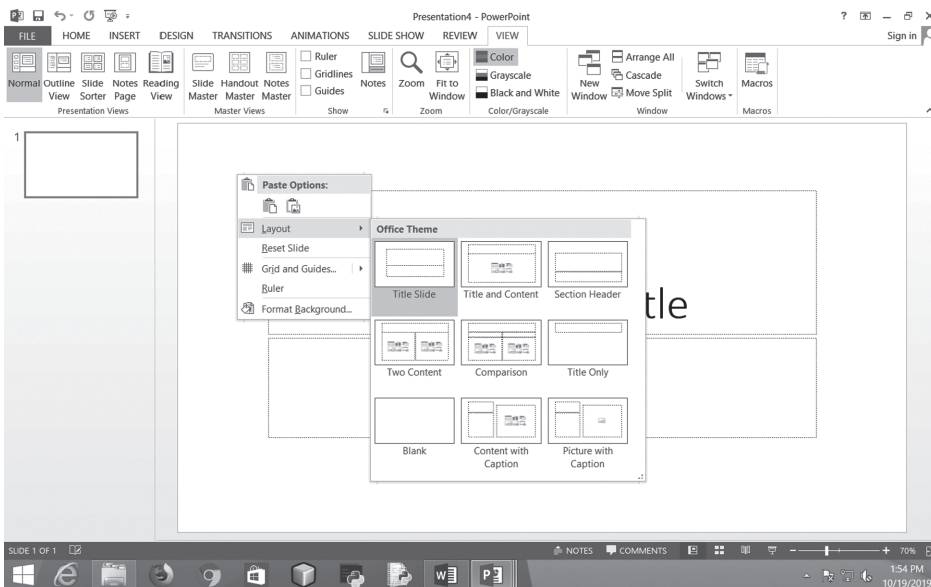 Presentation4 - PowerPoint
FILE HOME INSERT DESIGN TRANSITIONS ANIMATIONS SLIDE SHOW REVIEW VIEW Sign in
Normal Outline View Slide Sorter Notes Page Reading View
Presentation Views
Slide Master Handout Master Notes Master
Master Views
Ruler
Gridlines
Guides
Show
Notes
Zoom Fit to Window
Zoom
Color
Grayscale
Black and White
Color/Grayscale
New Window
Arrange All
Cascade
Move Split
Switch Windows
Window
Macros
Macros
1
Paste Options:
Layout
Reset Slide
Grid and Guides...
Ruler
Format Background...
Office Theme
Title Slide Title and Content Section Header
Two Content Comparison Title Only
Blank Content with Caption Picture with Caption
tle
SLIDE 1 OF 1 NOTES COMMENTS 70%
1:54 PM
10/19/2019